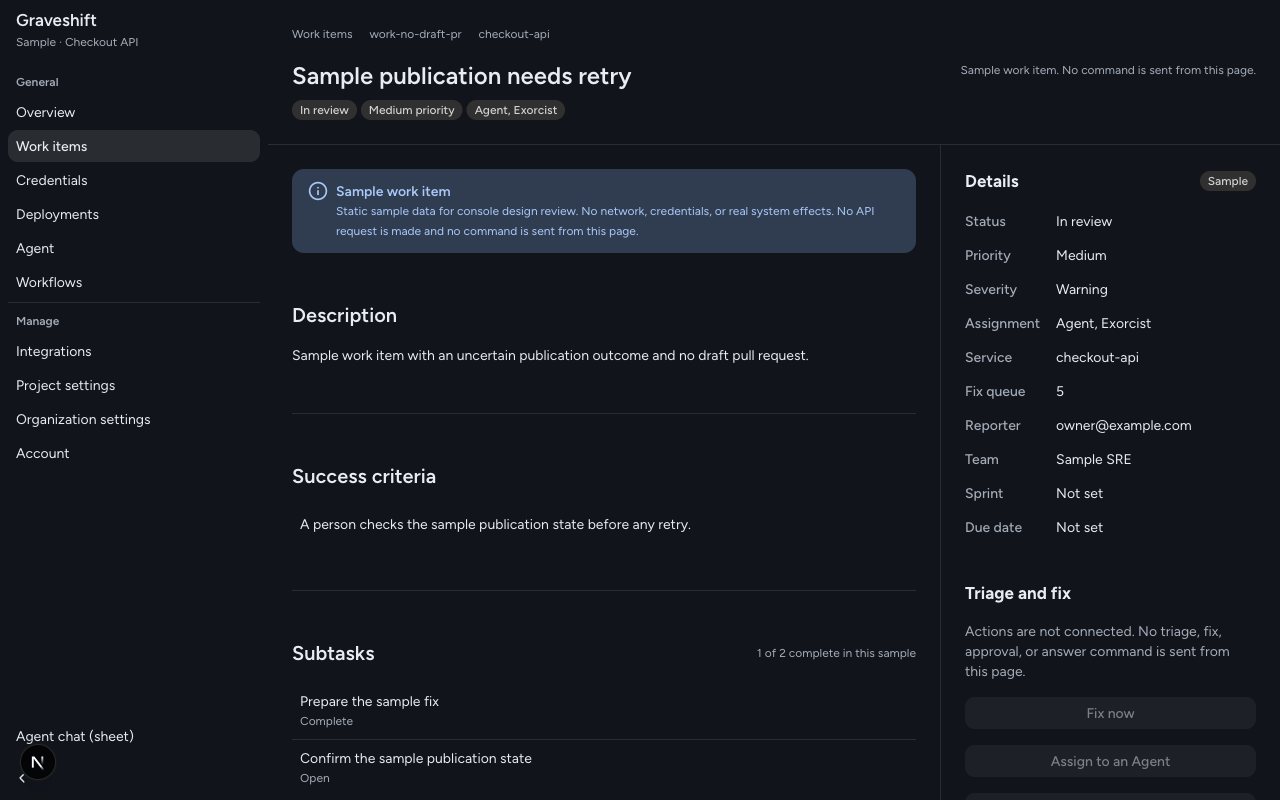 Graveshift
Sample · Checkout API
General
Overview
Work items
Credentials
Deployments
Agent
Workflows
Manage
Integrations
Project settings
Organization settings
Account
Agent chat (sheet)
N
Work items work-no-draft-pr checkout-api
Sample publication needs retry
In review Medium priority Agent, Exorcist
Sample work item. No command is sent from this page.
Sample work item
Static sample data for console design review. No network, credentials, or real system effects. No API
request is made and no command is sent from this page.
Description
Sample work item with an uncertain publication outcome and no draft pull request.
Success criteria
A person checks the sample publication state before any retry.
Subtasks
1 of 2 complete in this sample
Prepare the sample fix
Complete
Confirm the sample publication state
Open
Details Sample
Status In review
Priority Medium
Severity Warning
Assignment Agent, Exorcist
Service checkout-api
Fix queue 5
Reporter owner@example.com
Team Sample SRE
Sprint Not set
Due date Not set
Triage and fix
Actions are not connected. No triage, fix,
approval, or answer command is sent from
this page.
Fix now
Assign to an Agent